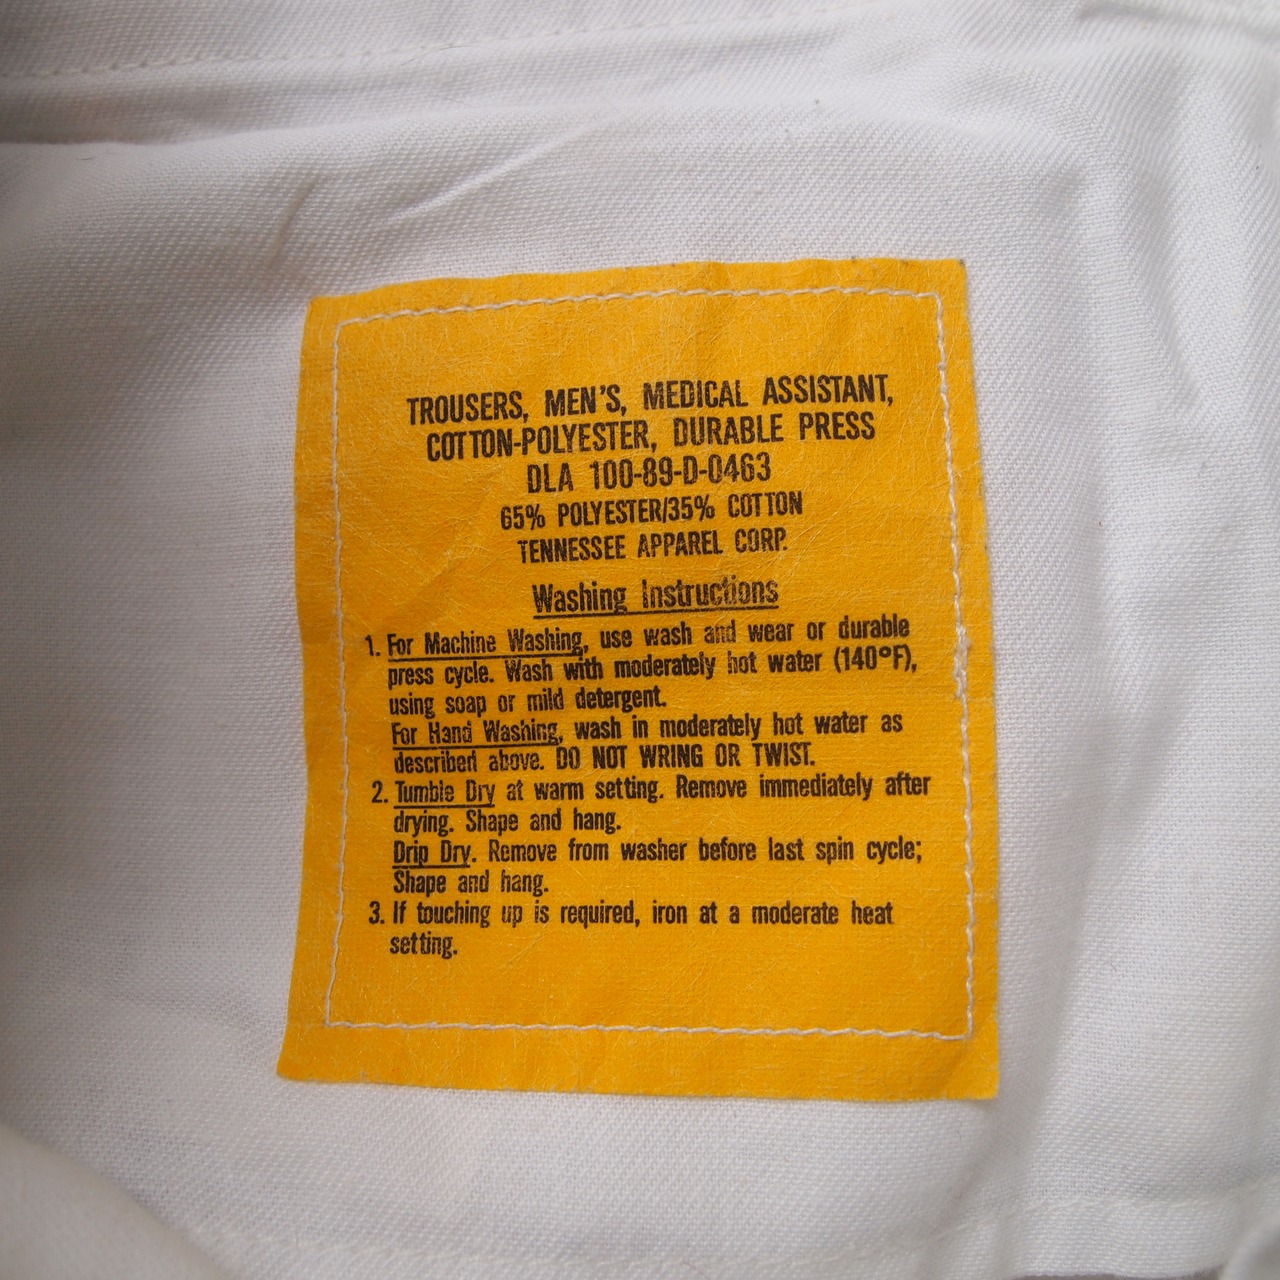 TROUSERS, MEN'S, MEDICAL ASSISTANT,
COTTON-POLYESTER, DURABLE PRESS
DLA 100-89-D-0463
65% POLYESTER/35% COTTON
TENNESSEE APPAREL CORP.
Washing Instructions
1. For Machine Washing, use wash and wear or durable
press cycle. Wash with moderately hot water (140°F),
using soap or mild detergent.
For Hand Washing, wash in moderately hot water as
described above. DO NOT WRING OR TWIST.
2. Tumble Dry at warm setting. Remove immediately after
drying. Shape and hang.
Drip Dry. Remove from washer before last spin cycle;
Shape and hang.
3. If touching up is required, iron at a moderate heat
setting.